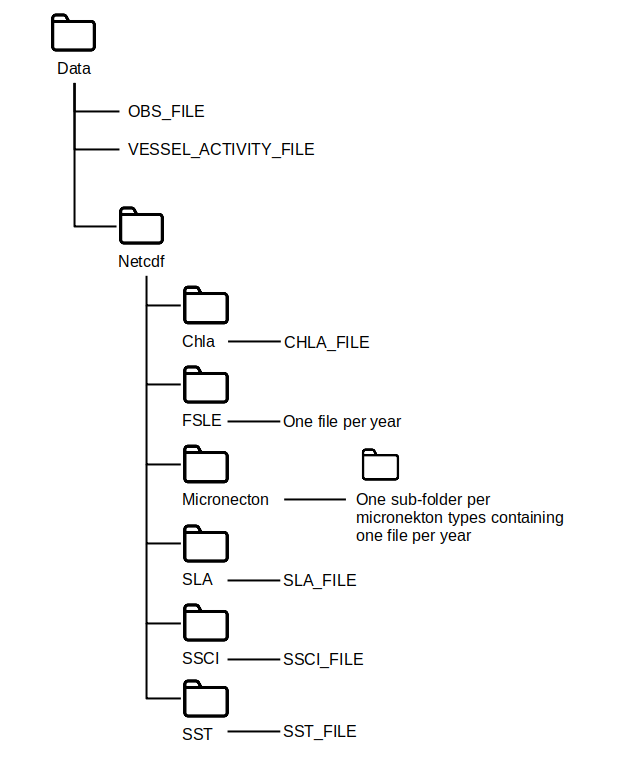 Data
OBS_FILE
VESSEL_ACTIVITY_FILE
Netcdf
Chla
CHLA_FILE
FSLE
One file per year
Micronecton
One sub-folder per
micronekton types containing
one file per year
SLA
SLA_FILE
SSCI
SSCI_FILE
SST
SST_FILE